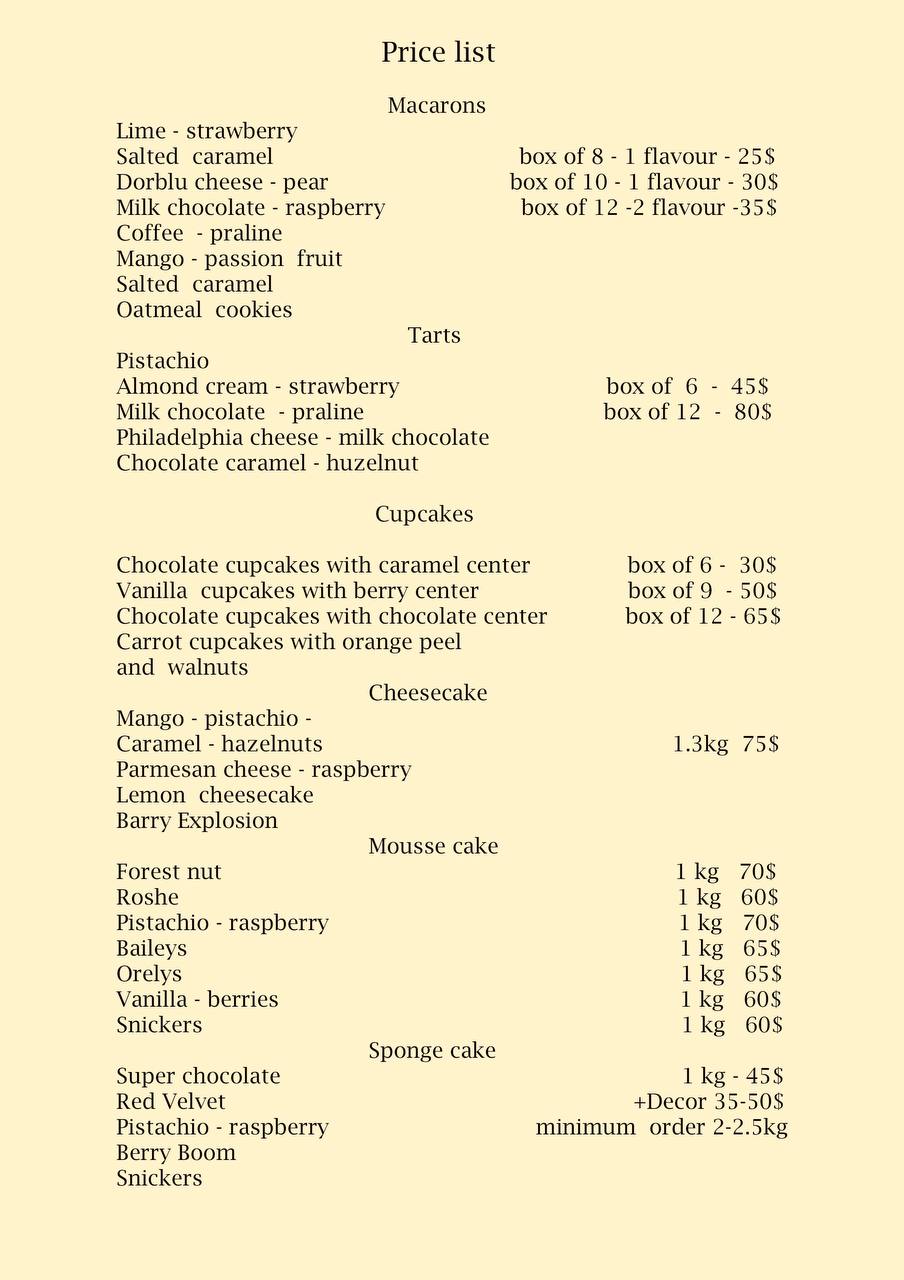 Price list
Macarons
Lime - strawberry
Salted caramel box of 8 - 1 flavour - 25$
Dorblu cheese - pear box of 10 - 1 flavour - 30$
Milk chocolate - raspberry box of 12 -2 flavour -35$
Coffee - praline
Mango - passion fruit
Salted caramel
Oatmeal cookies
Tarts
Pistachio
Almond cream - strawberry box of 6 - 45$
Milk chocolate - praline box of 12 - 80$
Philadelphia cheese - milk chocolate
Chocolate caramel - huzelnut
Cupcakes
Chocolate cupcakes with caramel center box of 6 - 30$
Vanilla cupcakes with berry center box of 9 - 50$
Chocolate cupcakes with chocolate center box of 12 - 65$
Carrot cupcakes with orange peel
and walnuts
Cheesecake
Mango - pistachio -
Caramel - hazelnuts 1.3kg 75$
Parmesan cheese - raspberry
Lemon cheesecake
Barry Explosion
Mousse cake
Forest nut 1 kg 70$
Roshe 1 kg 60$
Pistachio - raspberry 1 kg 70$
Baileys 1 kg 65$
Orelys 1 kg 65$
Vanilla - berries 1 kg 60$
Snickers 1 kg 60$
Sponge cake
Super chocolate 1 kg - 45$
Red Velvet +Decor 35-50$
Pistachio - raspberry minimum order 2-2.5kg
Berry Boom
Snickers